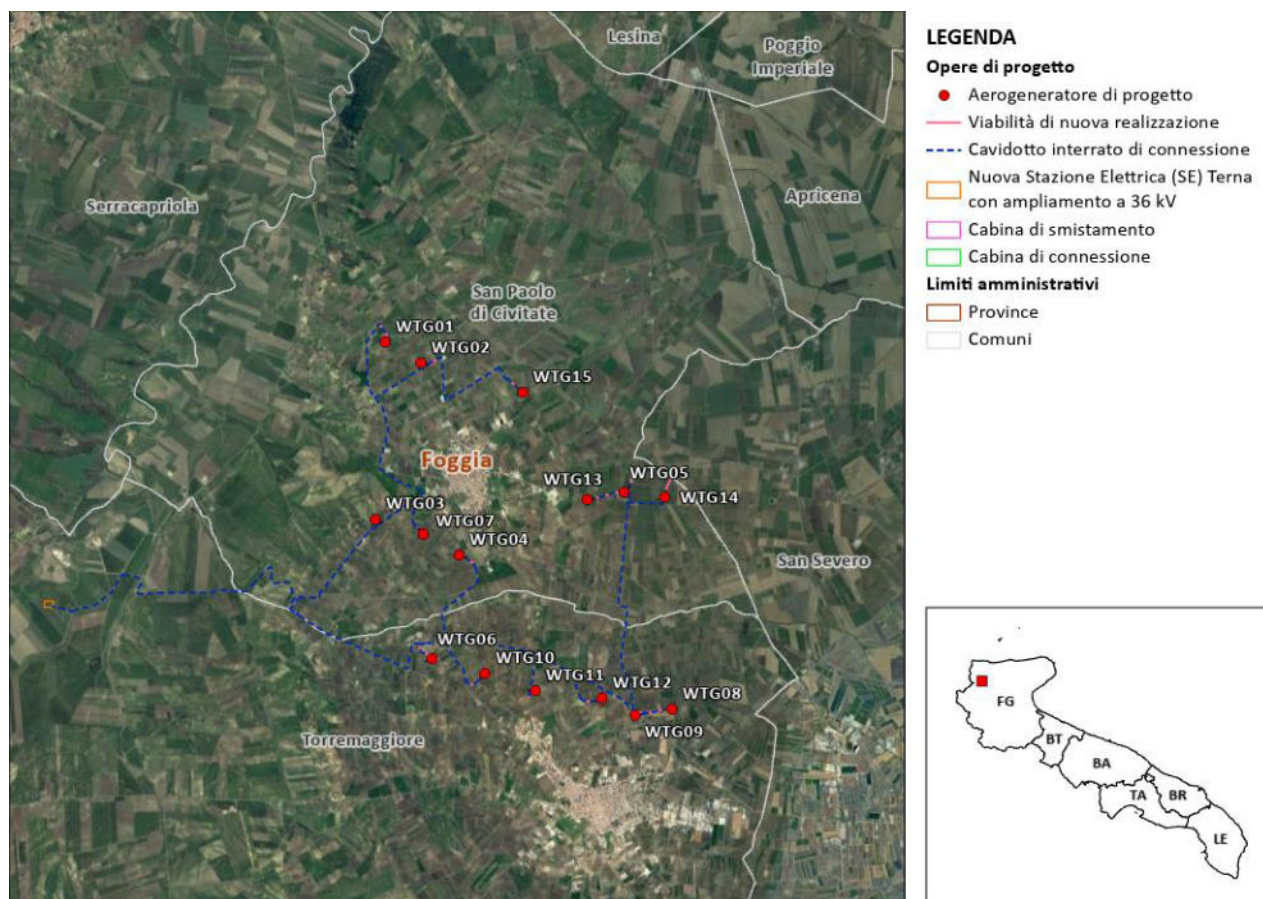 Lesina
Poggio
Imperiale
Serracapriola
Apricena
San Paolo
di Civitate
WTG01
WTG02
WTG15
Foggia
WTG05
WTG13
WTG14
WTG03
WTG07
WTG04
San Severo
WTG06
WTG10
WTG11
WTG12
WTG08
WTG09
Torremaggiore
LEGENDA
Opere di progetto
Aerogeneratore di progetto
Viabilità di nuova realizzazione
Cavidotto interrato di connessione
Nuova Stazione Elettrica (SE) Terna
con ampliamento a 36 kV
Cabina di smistamento
Cabina di connessione
Limiti amministrativi
Province
Comuni
FG
BT
BA
TA
BR
LE